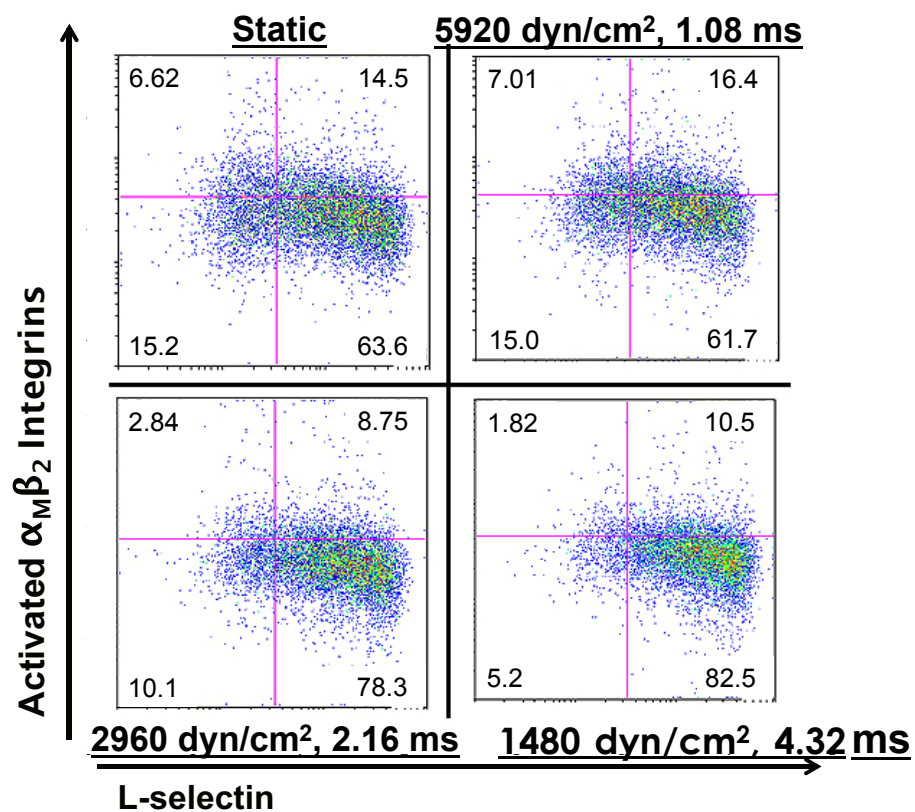 Static
5920 dyn/cm², 1.08 ms
6.62 14.5
7.01 16.4
15.2 63.6
15.0 61.7
2.84 8.75
1.82 10.5
10.1 78.3
5.2 82.5
2960 dyn/cm², 2.16 ms
1480 dyn/cm², 4.32 ms
L-selectin
Activated αMβ2 Integrins